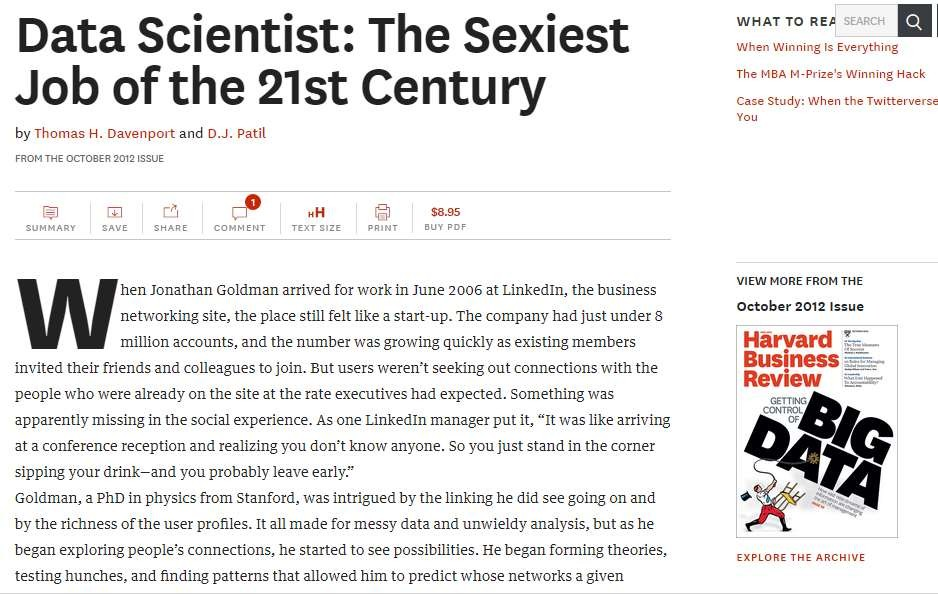 Data Scientist: The Sexiest
Job of the 21st Century
by Thomas H. Davenport and D.J. Patil
FROM THE OCTOBER 2012 ISSUE
SUMMARY
SAVE
SHARE
1
COMMENT
HH
TEXT SIZE
PRINT
$8.95
BUY PDF
When Jonathan Goldman arrived for work in June 2006 at LinkedIn, the business
networking site, the place still felt like a start-up. The company had just under 8
million accounts, and the number was growing quickly as existing members
invited their friends and colleagues to join. But users weren’t seeking out connections with the
people who were already on the site at the rate executives had expected. Something was
apparently missing in the social experience. As one LinkedIn manager put it, “It was like arriving
at a conference reception and realizing you don’t know anyone. So you just stand in the corner
sipping your drink—and you probably leave early.”
Goldman, a PhD in physics from Stanford, was intrigued by the linking he did see going on and
by the richness of the user profiles. It all made for messy data and unwieldy analysis, but as he
began exploring people’s connections, he started to see possibilities. He began forming theories,
testing hunches, and finding patterns that allowed him to predict whose networks a given
WHAT TO REA
SEARCH
When Winning Is Everything
The MBA M-Prize's Winning Hack
Case Study: When the Twitterverse
You
VIEW MORE FROM THE
October 2012 Issue
Harvard
Business
Review
GETTING
CONTROL
OF
BIG
DATA
EXPLORE THE ARCHIVE